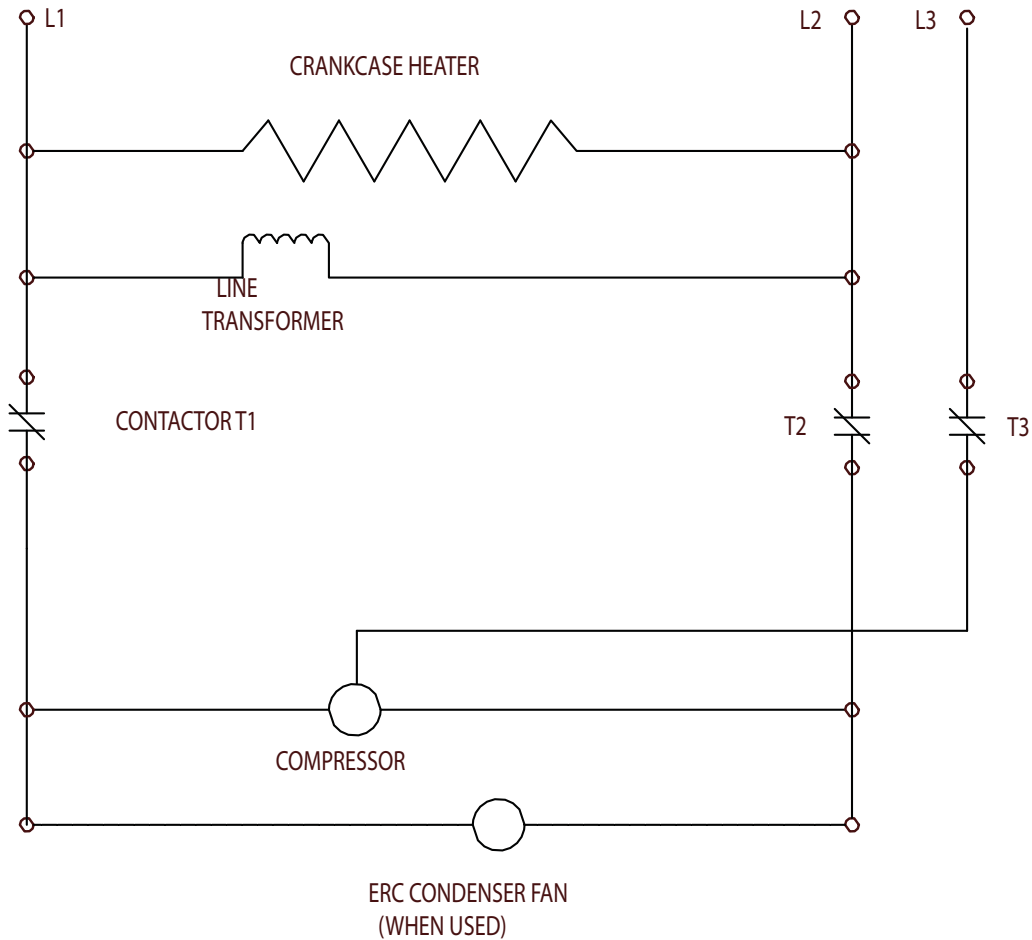 L1
L2
L3
CRANKCASE HEATER
LINE
TRANSFORMER
CONTACTOR T1
T2
T3
COMPRESSOR
ERC CONDENSER FAN
(WHEN USED)